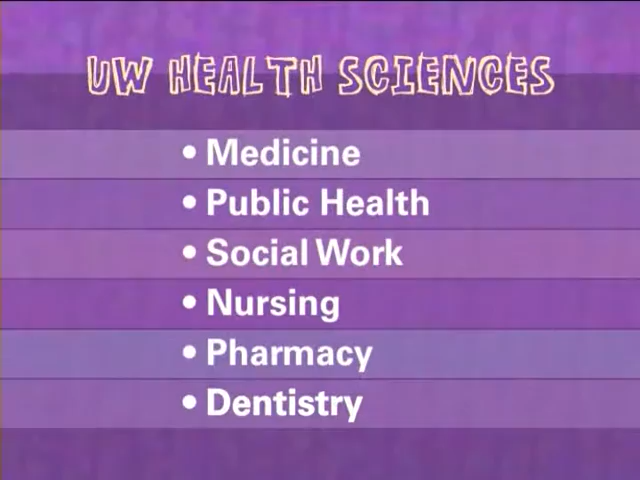 UW HEALTH SCIENCES
• Medicine
• Public Health
• Social Work
• Nursing
• Pharmacy
• Dentistry